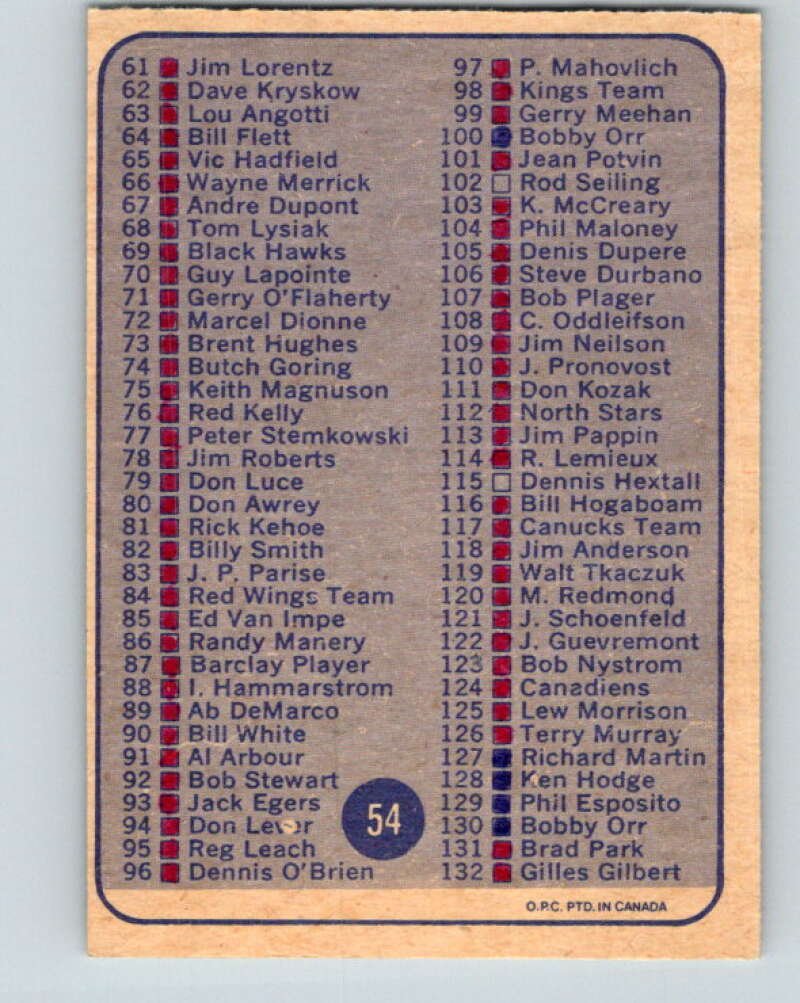 61 Jim Lorentz
62 Dave Kryskow
63 Lou Angotti
64 Bill Flett
65 Vic Hadfield
66 Wayne Merrick
67 Andre Dupont
68 Tom Lysiak
69 Black Hawks
70 Guy Lapointe
71 Gerry O'Flaherty
72 Marcel Dionne
73 Brent Hughes
74 Butch Goring
75 Keith Magnuson
76 Red Kelly
77 Peter Stemkowski
78 Jim Roberts
79 Don Luce
80 Don Awrey
81 Rick Kehoe
82 Billy Smith
83 J. P. Parise
84 Red Wings Team
85 Ed Van Impe
86 Randy Manery
87 Barclay Player
88 I. Hammarstrom
89 Ab DeMarco
90 Bill White
91 Al Arbour
92 Bob Stewart
93 Jack Egers
94 Don Lever
95 Reg Leach
96 Dennis O'Brien
97 P. Mahovlich
98 Kings Team
99 Gerry Meehan
100 Bobby Orr
101 Jean Potvin
102 Rod Seiling
103 K. McCreary
104 Phil Maloney
105 Denis Dupere
106 Steve Durbano
107 Bob Plager
108 C. Oddleifson
109 Jim Neilson
110 J. Pronovost
111 Don Kozak
112 North Stars
113 Jim Pappin
114 R. Lemieux
115 Dennis Hextall
116 Bill Hogaboam
117 Canucks Team
118 Jim Anderson
119 Walt Tkaczuk
120 M. Redmond
121 J. Schoenfeld
122 J. Guevremont
123 Bob Nystrom
124 Canadiens
125 Lew Morrison
126 Terry Murray
127 Richard Martin
128 Ken Hodge
129 Phil Esposito
130 Bobby Orr
131 Brad Park
132 Gilles Gilbert
54
O.P.C. PTD. IN CANADA